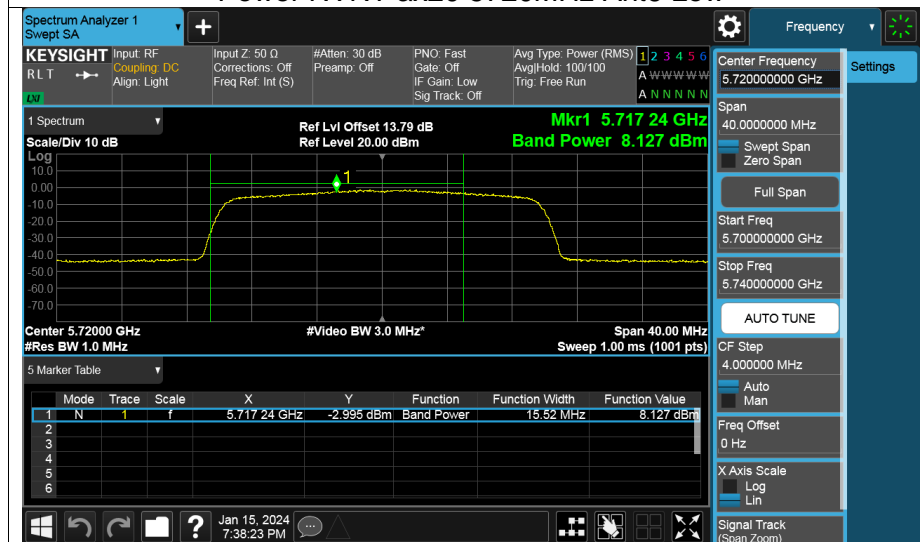 Spectrum Analyzer 1
Swept SA
+
Frequency
KEYSIGHT
R L T
LXI
Input: RF
Coupling: DC
Align: Light
Input Z: 50 Ω
Corrections: Off
Freq Ref: Int (S)
#Atten: 30 dB
Preamp: Off
PNO: Fast
Gate: Off
IF Gain: Low
Sig Track: Off
Avg Type: Power (RMS)
Avg|Hold: 100/100
Trig: Free Run
1 2 3 4 5 6
A W W W W W
A N N N N N
1 Spectrum
Scale/Div 10 dB
Ref Lvl Offset 13.79 dB
Ref Level 20.00 dBm
Mkr1 5.717 24 GHz
Band Power 8.127 dBm
Log
10.0
0.00
-10.0
-20.0
-30.0
-40.0
-50.0
-60.0
-70.0
1
Center 5.72000 GHz
#Video BW 3.0 MHz*
Span 40.00 MHz
#Res BW 1.0 MHz
Sweep 1.00 ms (1001 pts)
5 Marker Table
Mode Trace Scale X Y Function Function Width Function Value
1 N 1 f 5.717 24 GHz -2.995 dBm Band Power 15.52 MHz 8.127 dBm
2
3
4
5
6
?
Jan 15, 2024
7:38:23 PM
Center Frequency
5.720000000 GHz
Settings
Span
40.0000000 MHz
Swept Span
Zero Span
Full Span
Start Freq
5.700000000 GHz
Stop Freq
5.740000000 GHz
AUTO TUNE
CF Step
4.000000 MHz
Auto
Man
Freq Offset
0 Hz
X Axis Scale
Log
Lin
Signal Track
(Span Zoom)